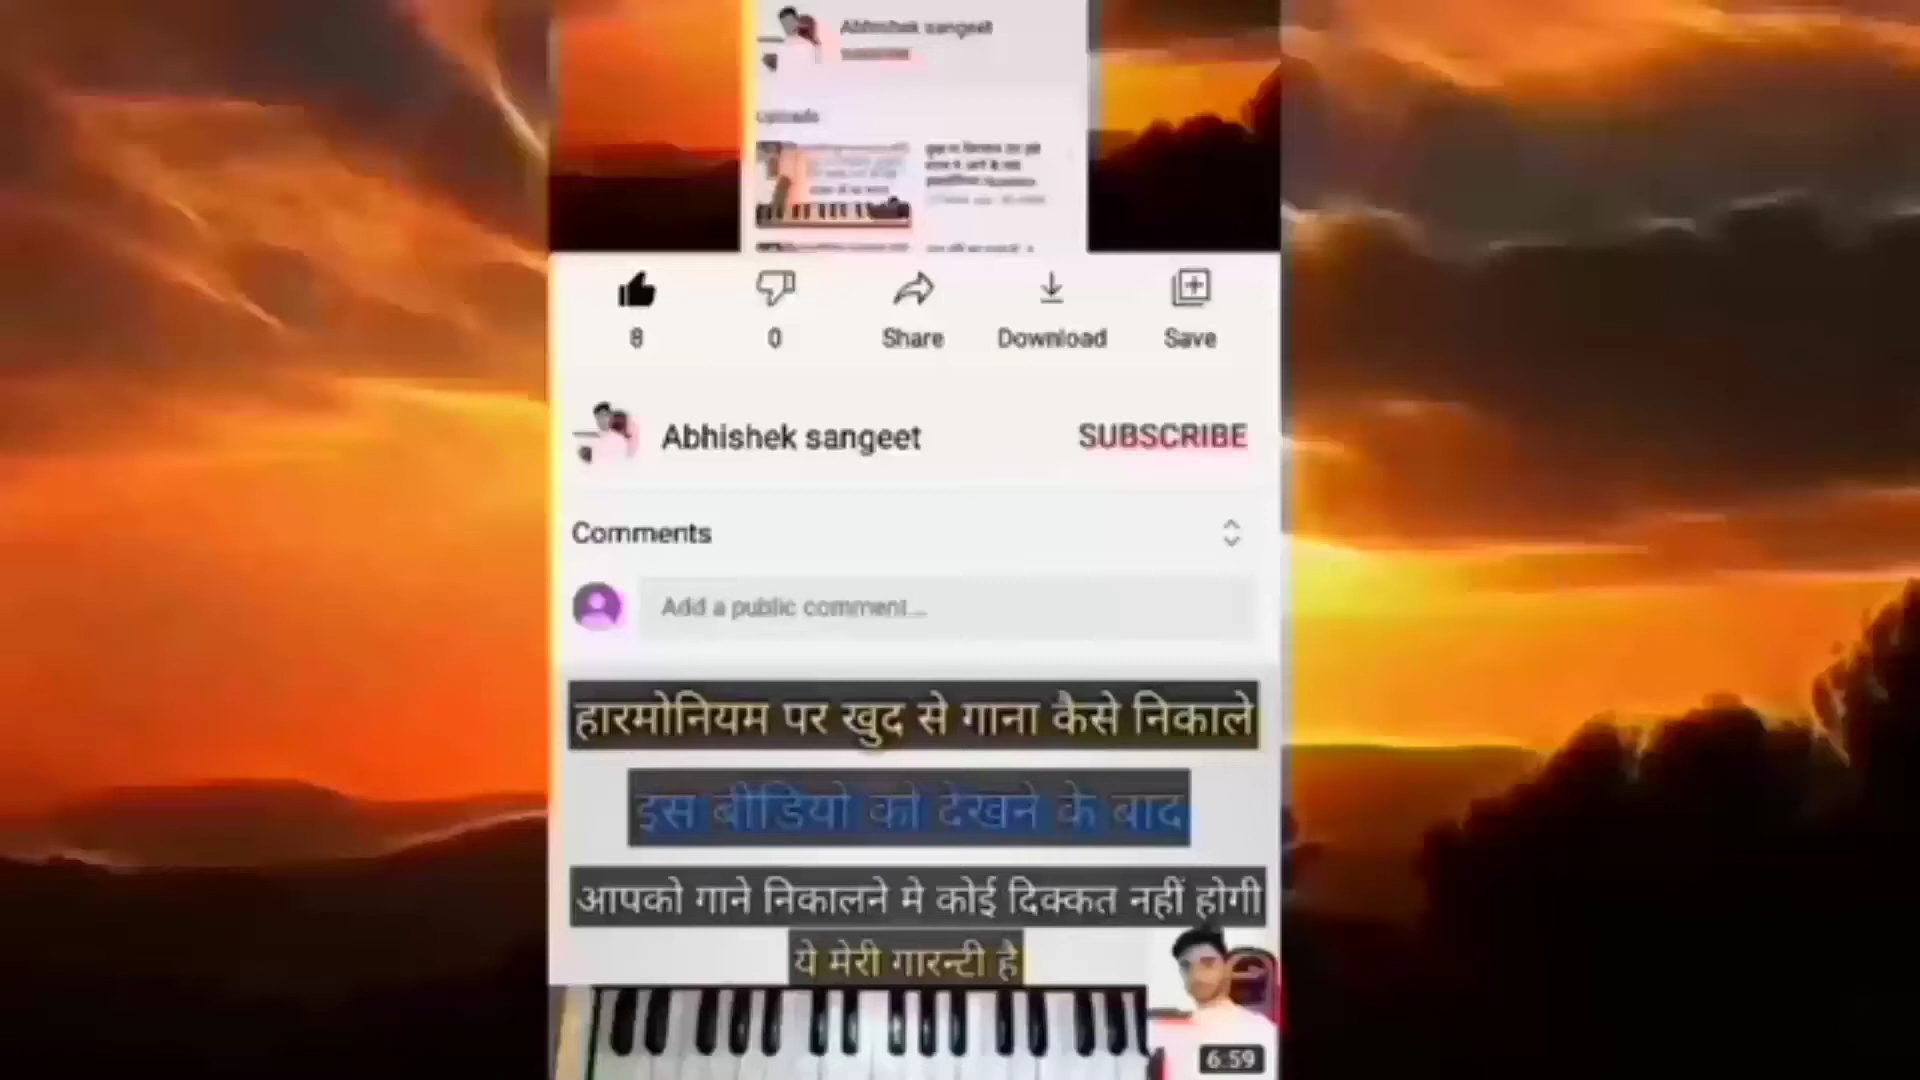 Abhishek sangeet
Uploads
8
0
Share
Download
Save
Abhishek sangeet
SUBSCRIBE
Comments
Add a public comment...
हारमोनियम पर खुद से गाना कैसे निकाले
इस बीडियो को देखने के बाद
आपको गाने निकालने मे कोई दिक्कत नहीं होगी
ये मेरी गारन्टी है
6:59